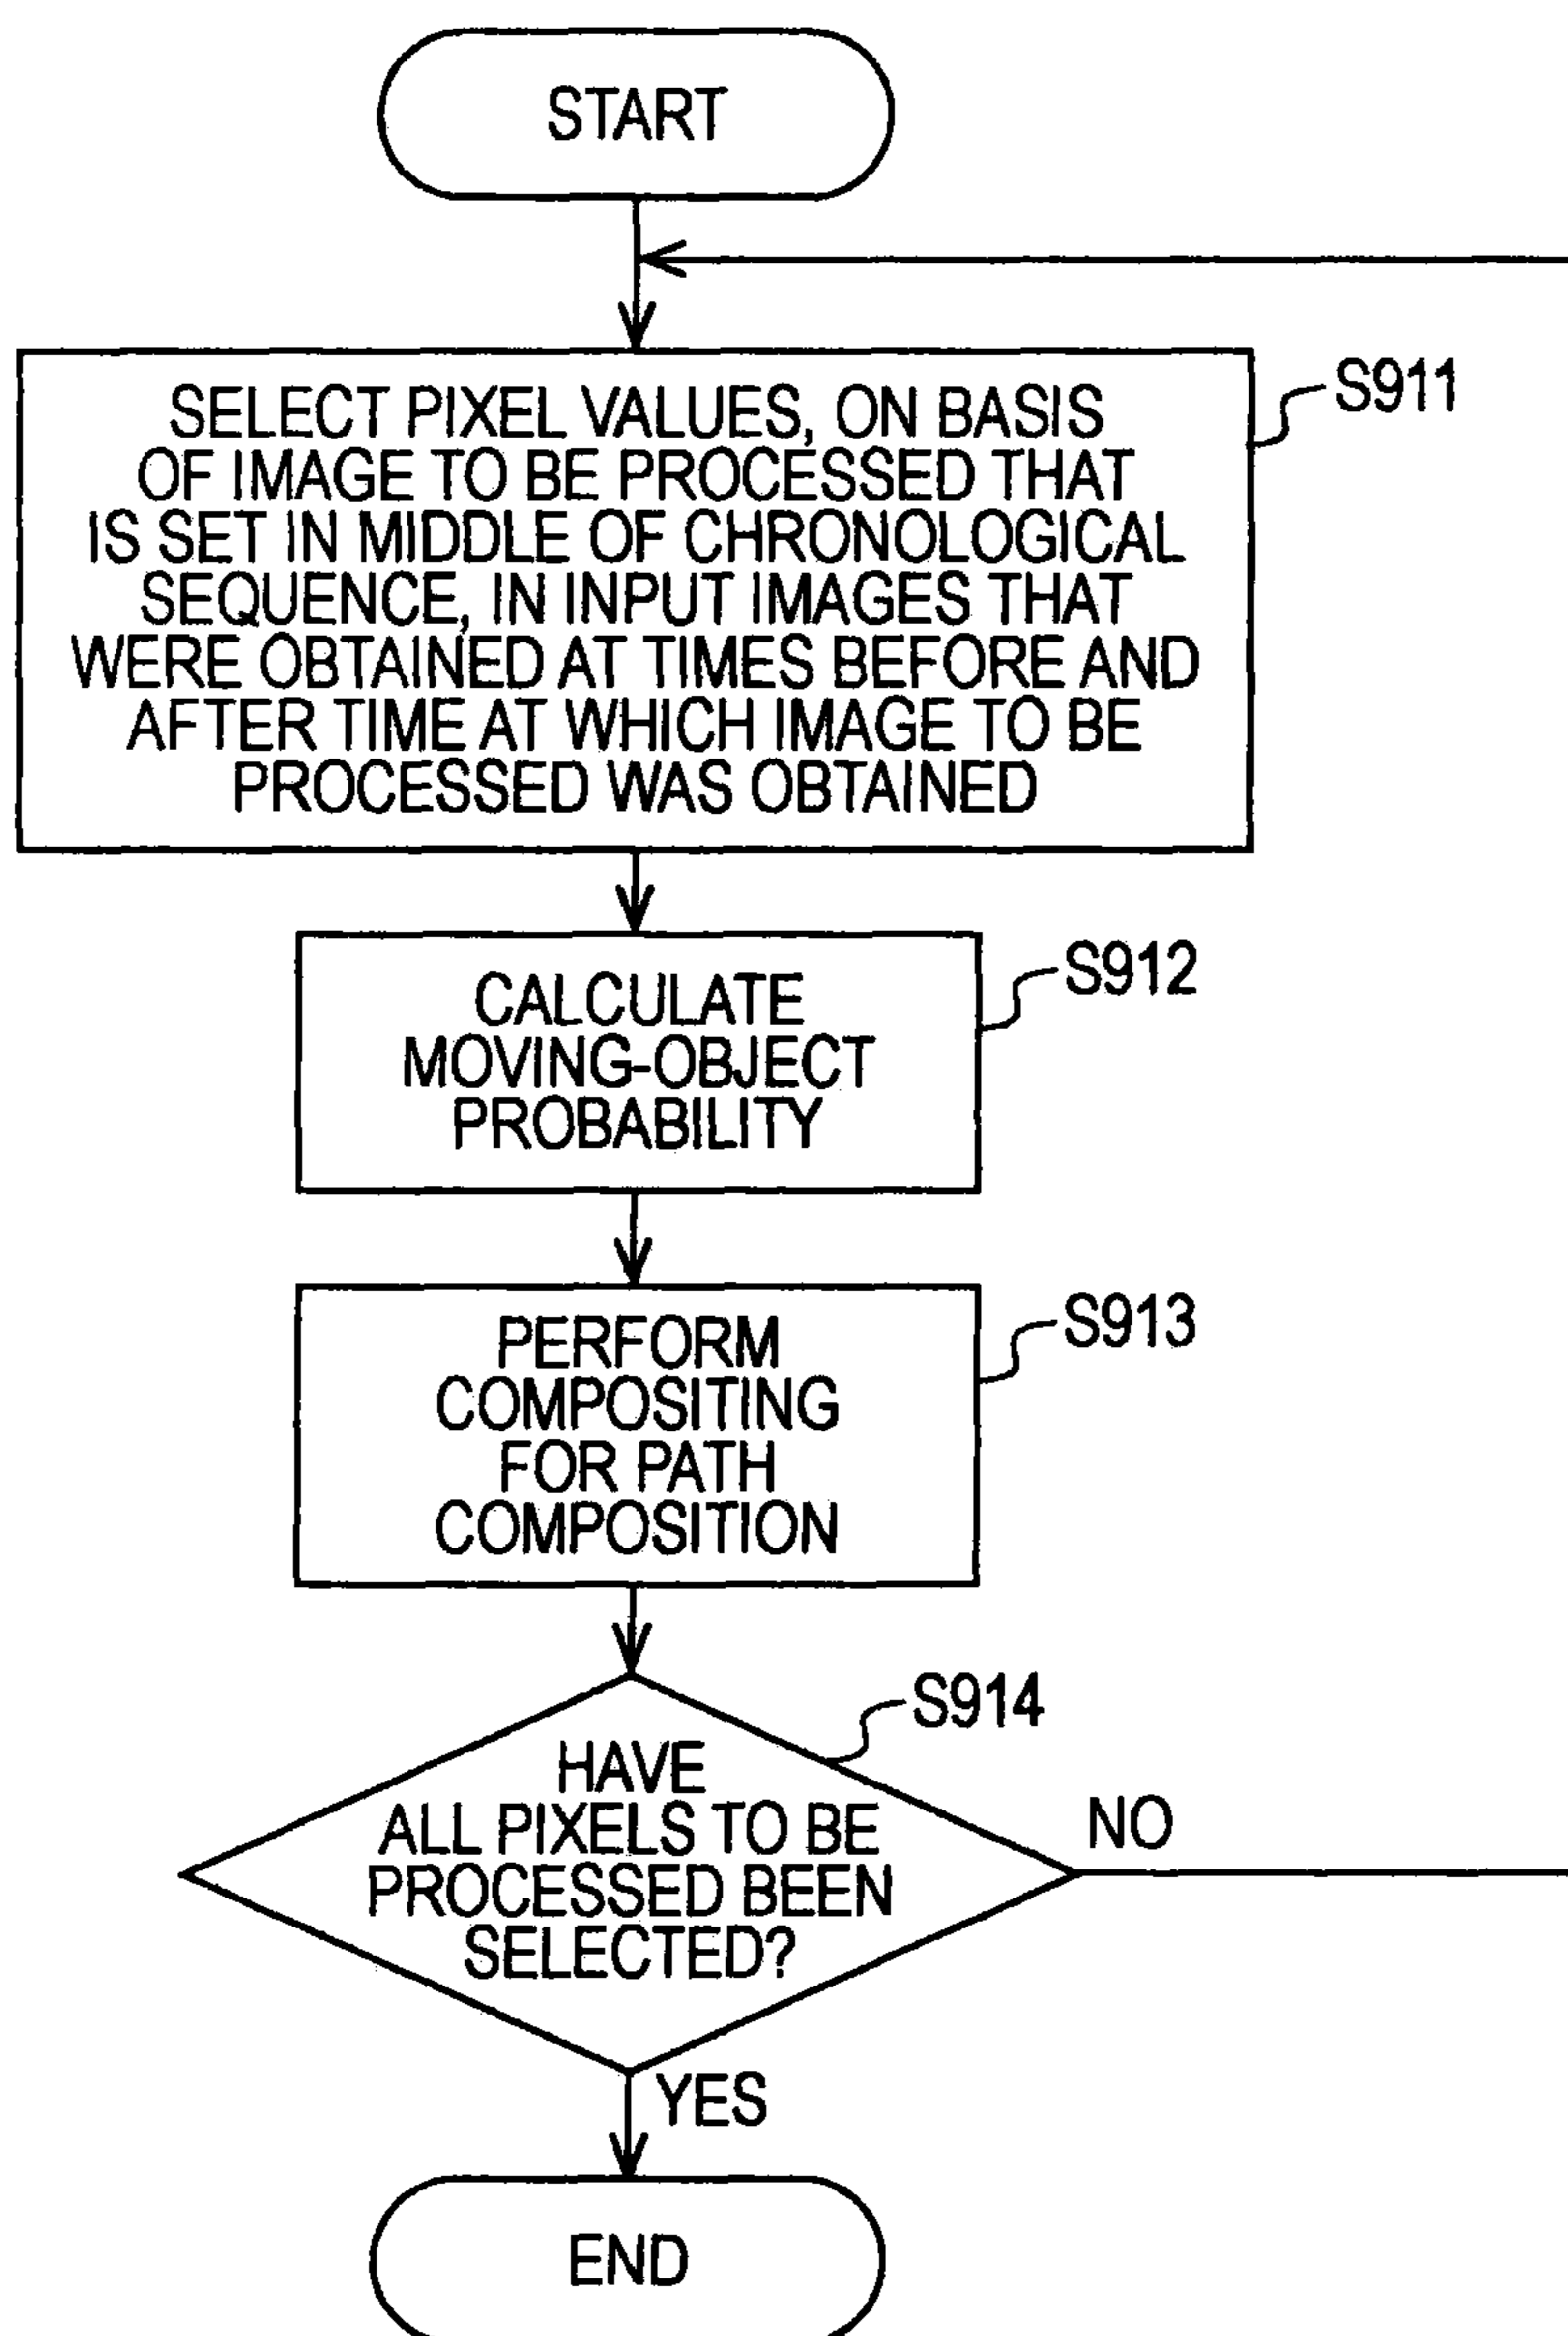 START
SELECT PIXEL VALUES, ON BASIS
OF IMAGE TO BE PROCESSED THAT
IS SET IN MIDDLE OF CHRONOLOGICAL
SEQUENCE, IN INPUT IMAGES THAT
WERE OBTAINED AT TIMES BEFORE AND
AFTER TIME AT WHICH IMAGE TO BE
PROCESSED WAS OBTAINED
S911
CALCULATE
MOVING-OBJECT
PROBABILITY
S912
PERFORM
COMPOSITING
FOR PATH
COMPOSITION
S913
HAVE
ALL PIXELS TO BE
PROCESSED BEEN
SELECTED?
S914
NO
YES
END